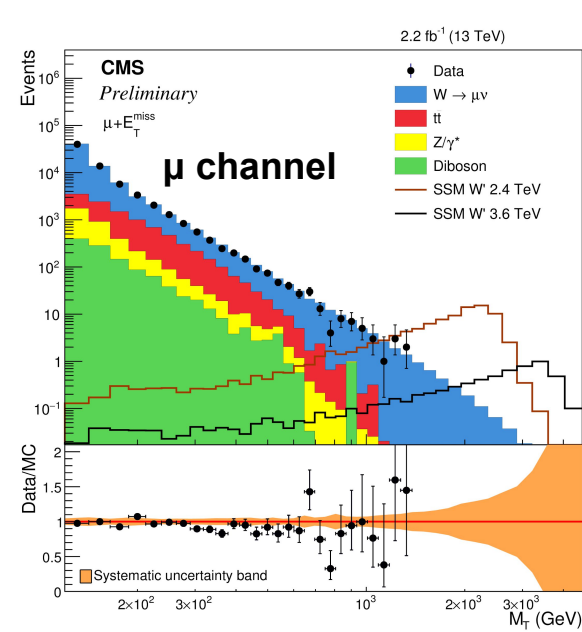 2.2 fb⁻¹ (13 TeV)
Events
CMS
Preliminary
μ+E_T^miss
μ channel
Data
W → μν
tt̄
Z/γ*
Diboson
SSM W' 2.4 TeV
SSM W' 3.6 TeV
10⁶
10⁵
10⁴
10³
10²
10
1
10⁻¹
Data/MC
2
1.5
1
0.5
0
Systematic uncertainty band
2×10² 3×10² 10³ 2×10³ 3×10³
M_T (GeV)